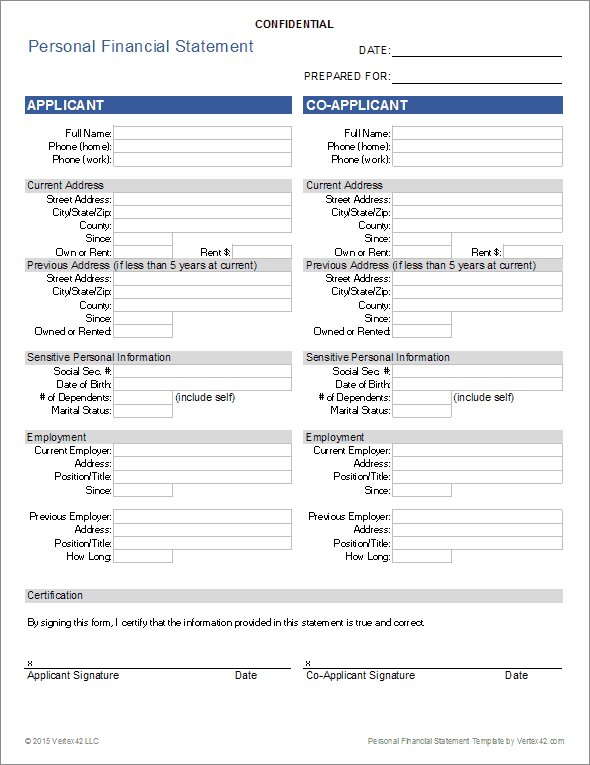 CONFIDENTIAL
Personal Financial Statement
DATE:
PREPARED FOR:
APPLICANT
Full Name:
Phone (home):
Phone (work):
Current Address
Street Address:
City/State/Zip:
County:
Since:
Own or Rent: Rent $:
Previous Address (if less than 5 years at current)
Street Address:
City/State/Zip:
County:
Since:
Owned or Rented:
Sensitive Personal Information
Social Sec. #:
Date of Birth:
# of Dependents: (include self)
Marital Status:
Employment
Current Employer:
Address:
Position/Title:
Since:
Previous Employer:
Address:
Position/Title:
How Long:
CO-APPLICANT
Full Name:
Phone (home):
Phone (work):
Current Address
Street Address:
City/State/Zip:
County:
Since:
Own or Rent: Rent $:
Previous Address (if less than 5 years at current)
Street Address:
City/State/Zip:
County:
Since:
Owned or Rented:
Sensitive Personal Information
Social Sec. #:
Date of Birth:
# of Dependents: (include self)
Marital Status:
Employment
Current Employer:
Address:
Position/Title:
Since:
Previous Employer:
Address:
Position/Title:
How Long:
Certification
By signing this form, I certify that the information provided in this statement is true and correct.
x
Applicant Signature Date
x
Co-Applicant Signature Date
© 2015 Vertex42 LLC
Personal Financial Statement Template by Vertex42.com